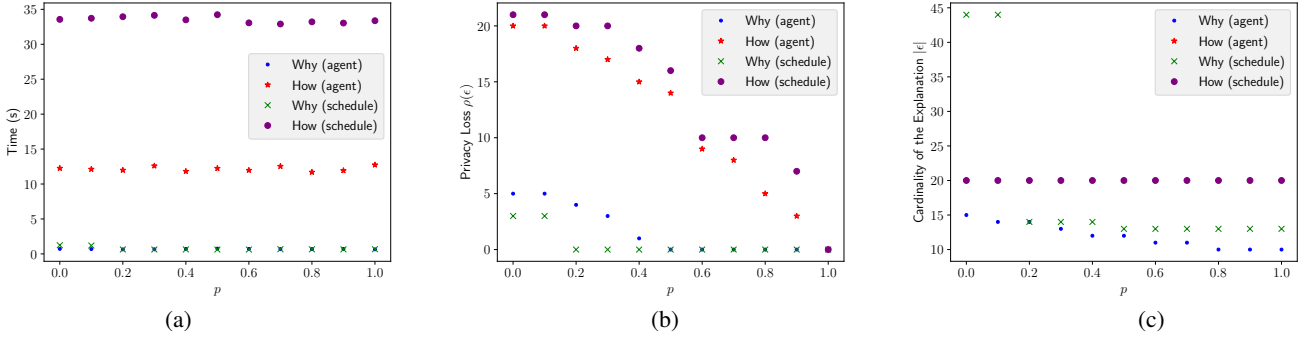 35
30
25
20
15
10
5
0
Time (s)
Why (agent)
How (agent)
Why (schedule)
How (schedule)
0.0 0.2 0.4 0.6 0.8 1.0
p
(a)
20
15
10
5
0
Privacy Loss ρ(ϵ)
Why (agent)
How (agent)
Why (schedule)
How (schedule)
0.0 0.2 0.4 0.6 0.8 1.0
p
(b)
45
40
35
30
25
20
15
10
Cardinality of the Explanation |ϵ|
Why (agent)
How (agent)
Why (schedule)
How (schedule)
0.0 0.2 0.4 0.6 0.8 1.0
p
(c)